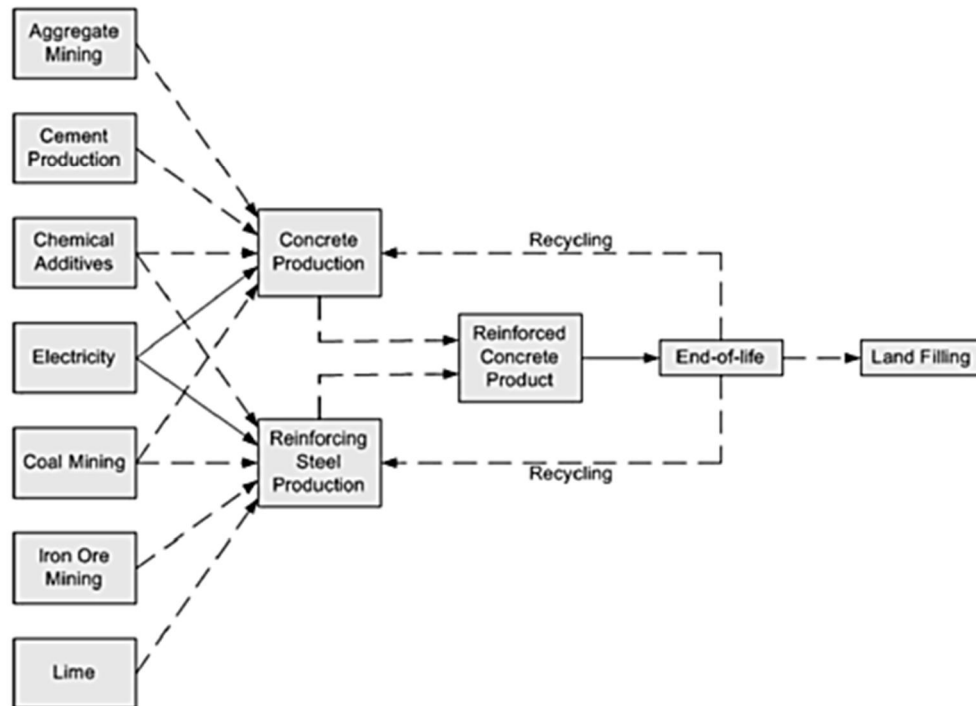 Aggregate
Mining
Cement
Production
Chemical
Additives
Electricity
Coal Mining
Iron Ore
Mining
Lime
Concrete
Production
Reinforcing
Steel
Production
Recycling
Reinforced
Concrete
Product
End-of-life
Land Filling
Recycling